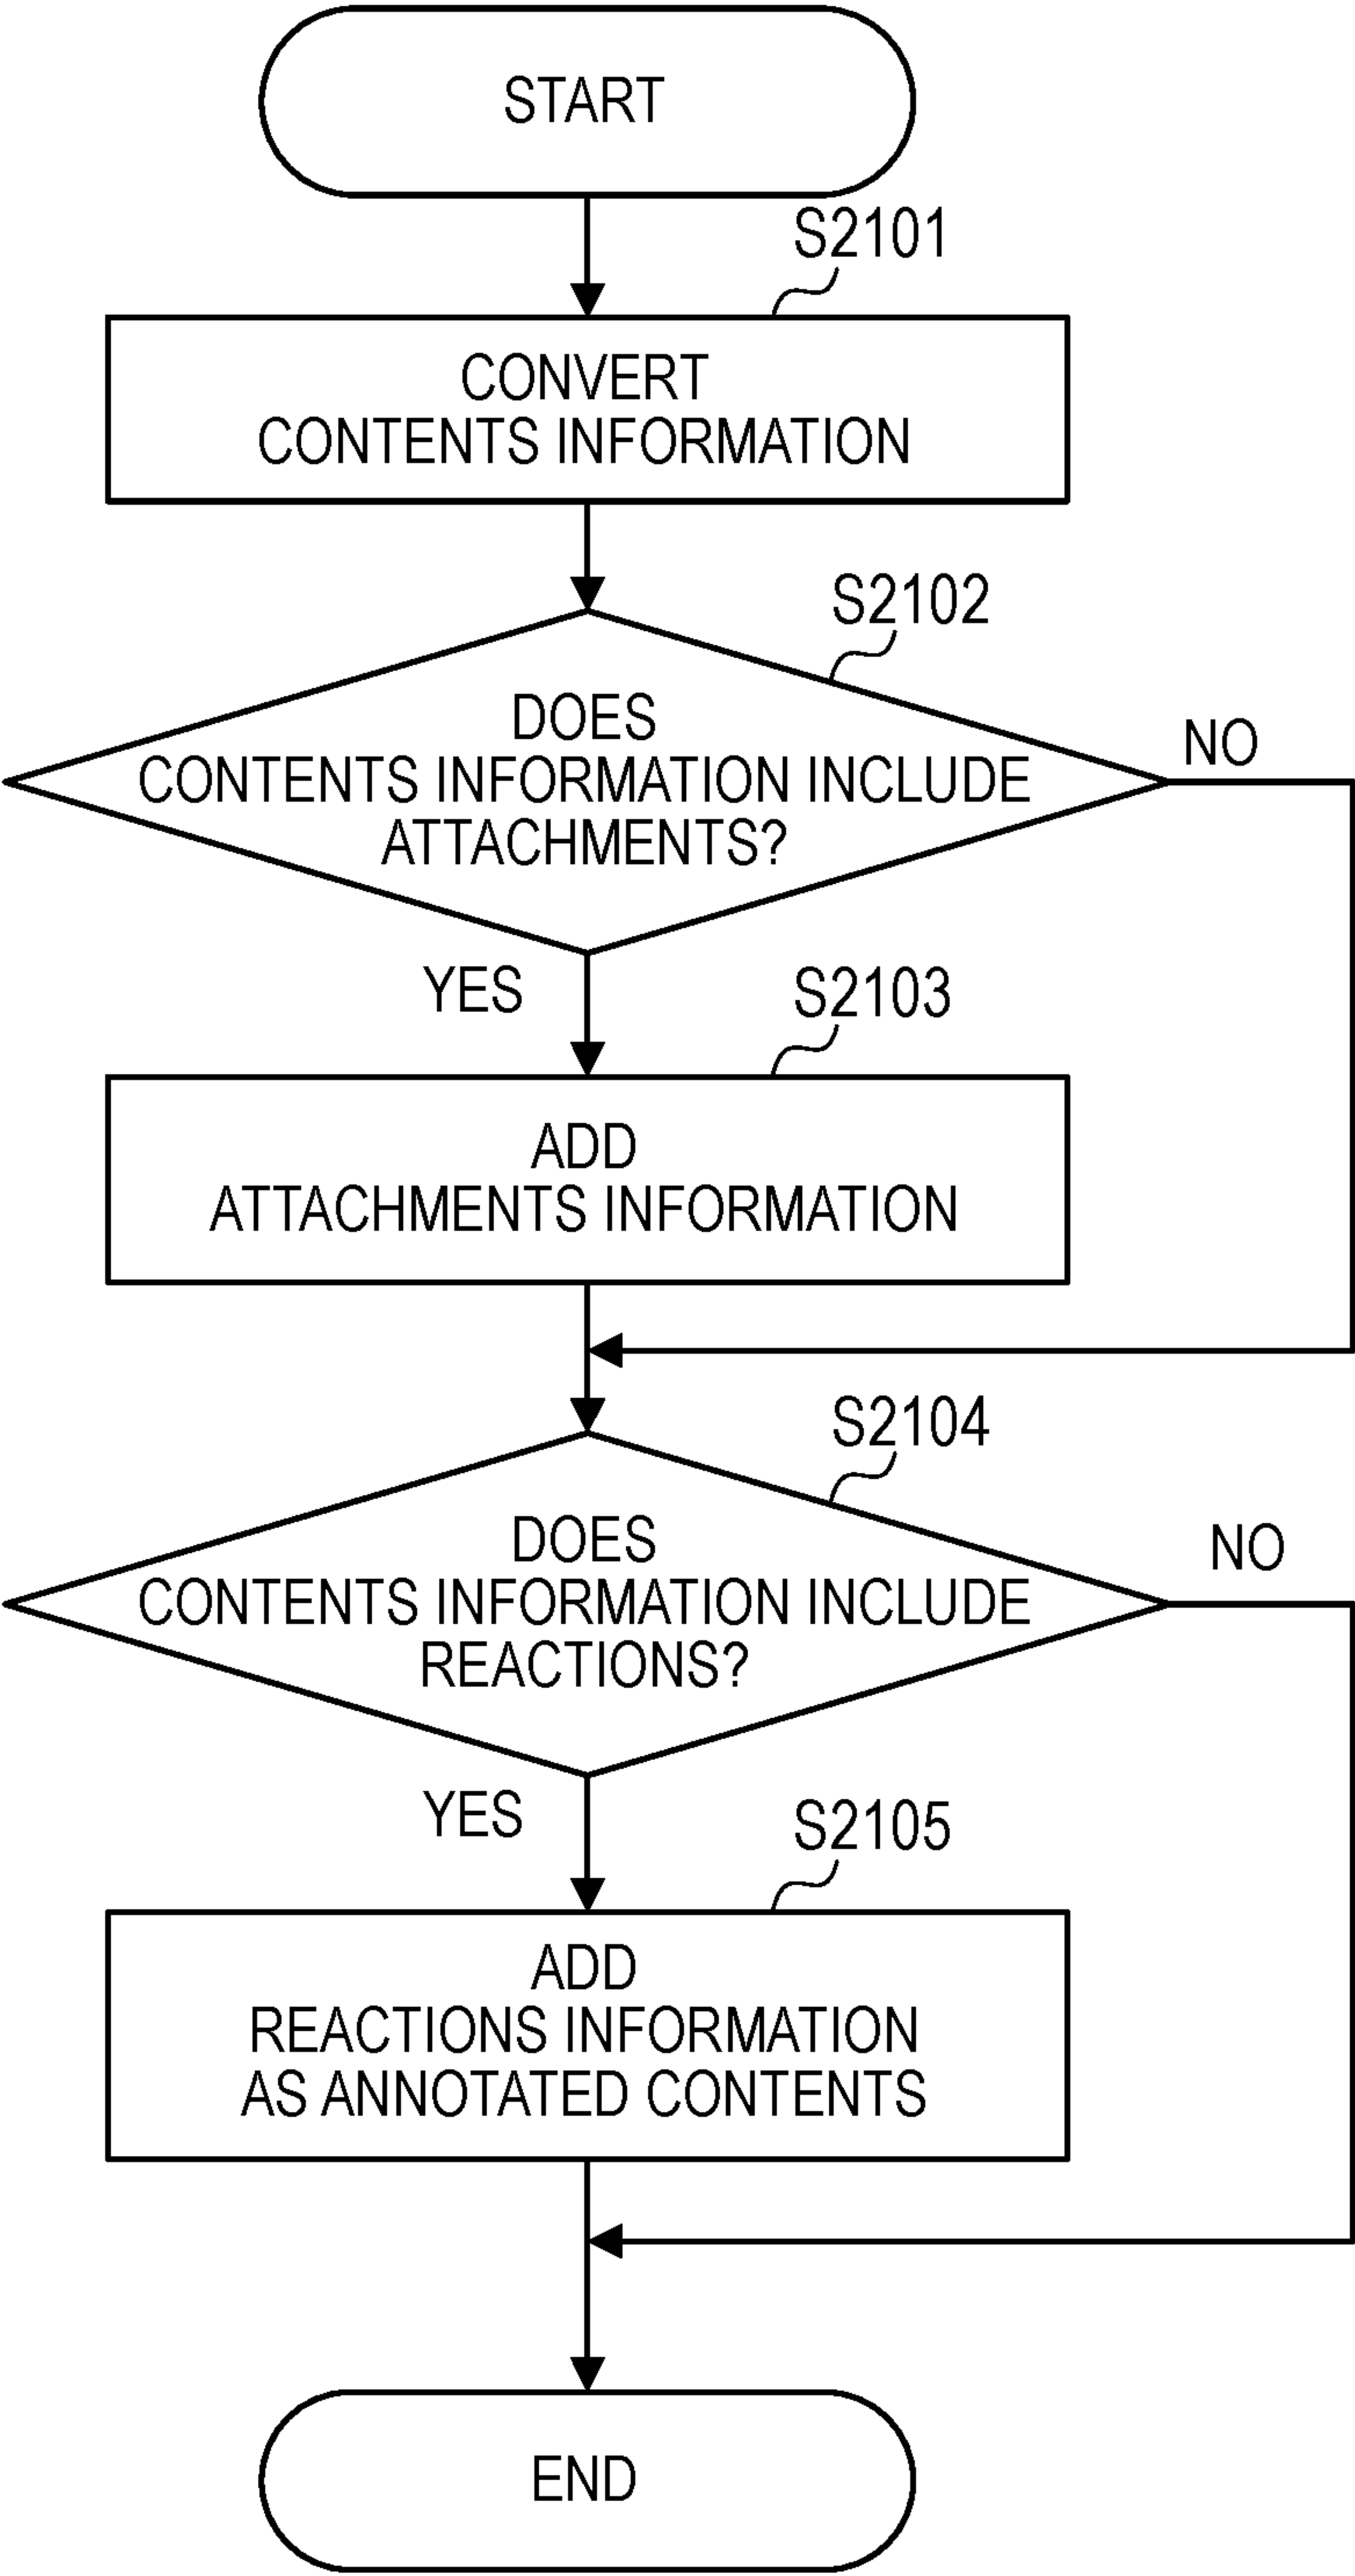 START
S2101
CONVERT
CONTENTS INFORMATION
S2102
DOES
CONTENTS INFORMATION INCLUDE
ATTACHMENTS?
NO
YES
S2103
ADD
ATTACHMENTS INFORMATION
S2104
DOES
CONTENTS INFORMATION INCLUDE
REACTIONS?
NO
YES
S2105
ADD
REACTIONS INFORMATION
AS ANNOTATED CONTENTS
END